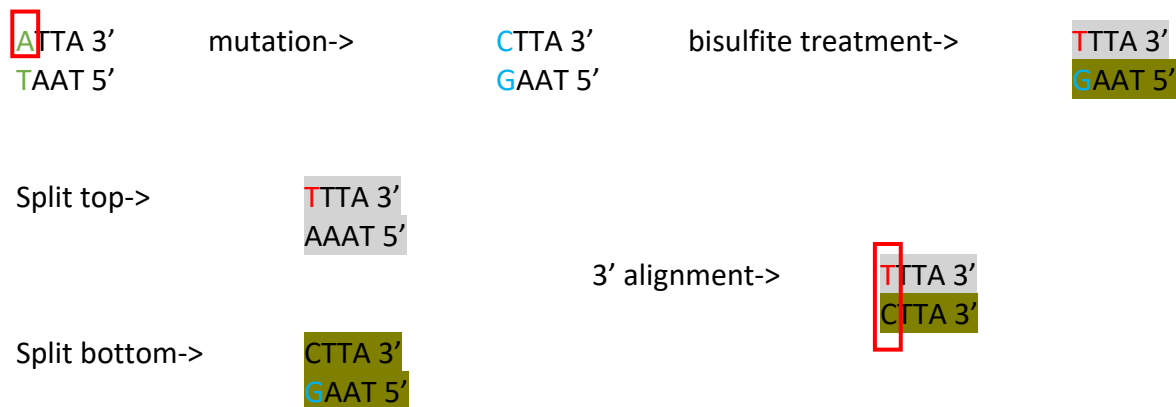 ATTA 3’ mutation-> CTTA 3’ bisulfite treatment-> TTTA 3’
TAAT 5’ GAAT 5’ GAAT 5’
Split top-> TTTA 3’
AAAT 5’
3’ alignment-> TTTA 3’
CTTA 3’
Split bottom-> CTTA 3’
GAAT 5’